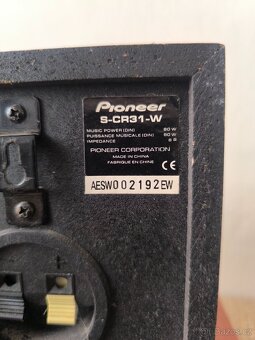 Pioneer
S-CR31-W
MUSIC POWER (DIN) 80 W
PUISSANCE MUSICALE (DIN) 80 W
IMPEDANCE 8 Ω
PIONEER CORPORATION
MADE IN CHINA
FABRIQUE EN CHINE
CE
AESW002192EW
+